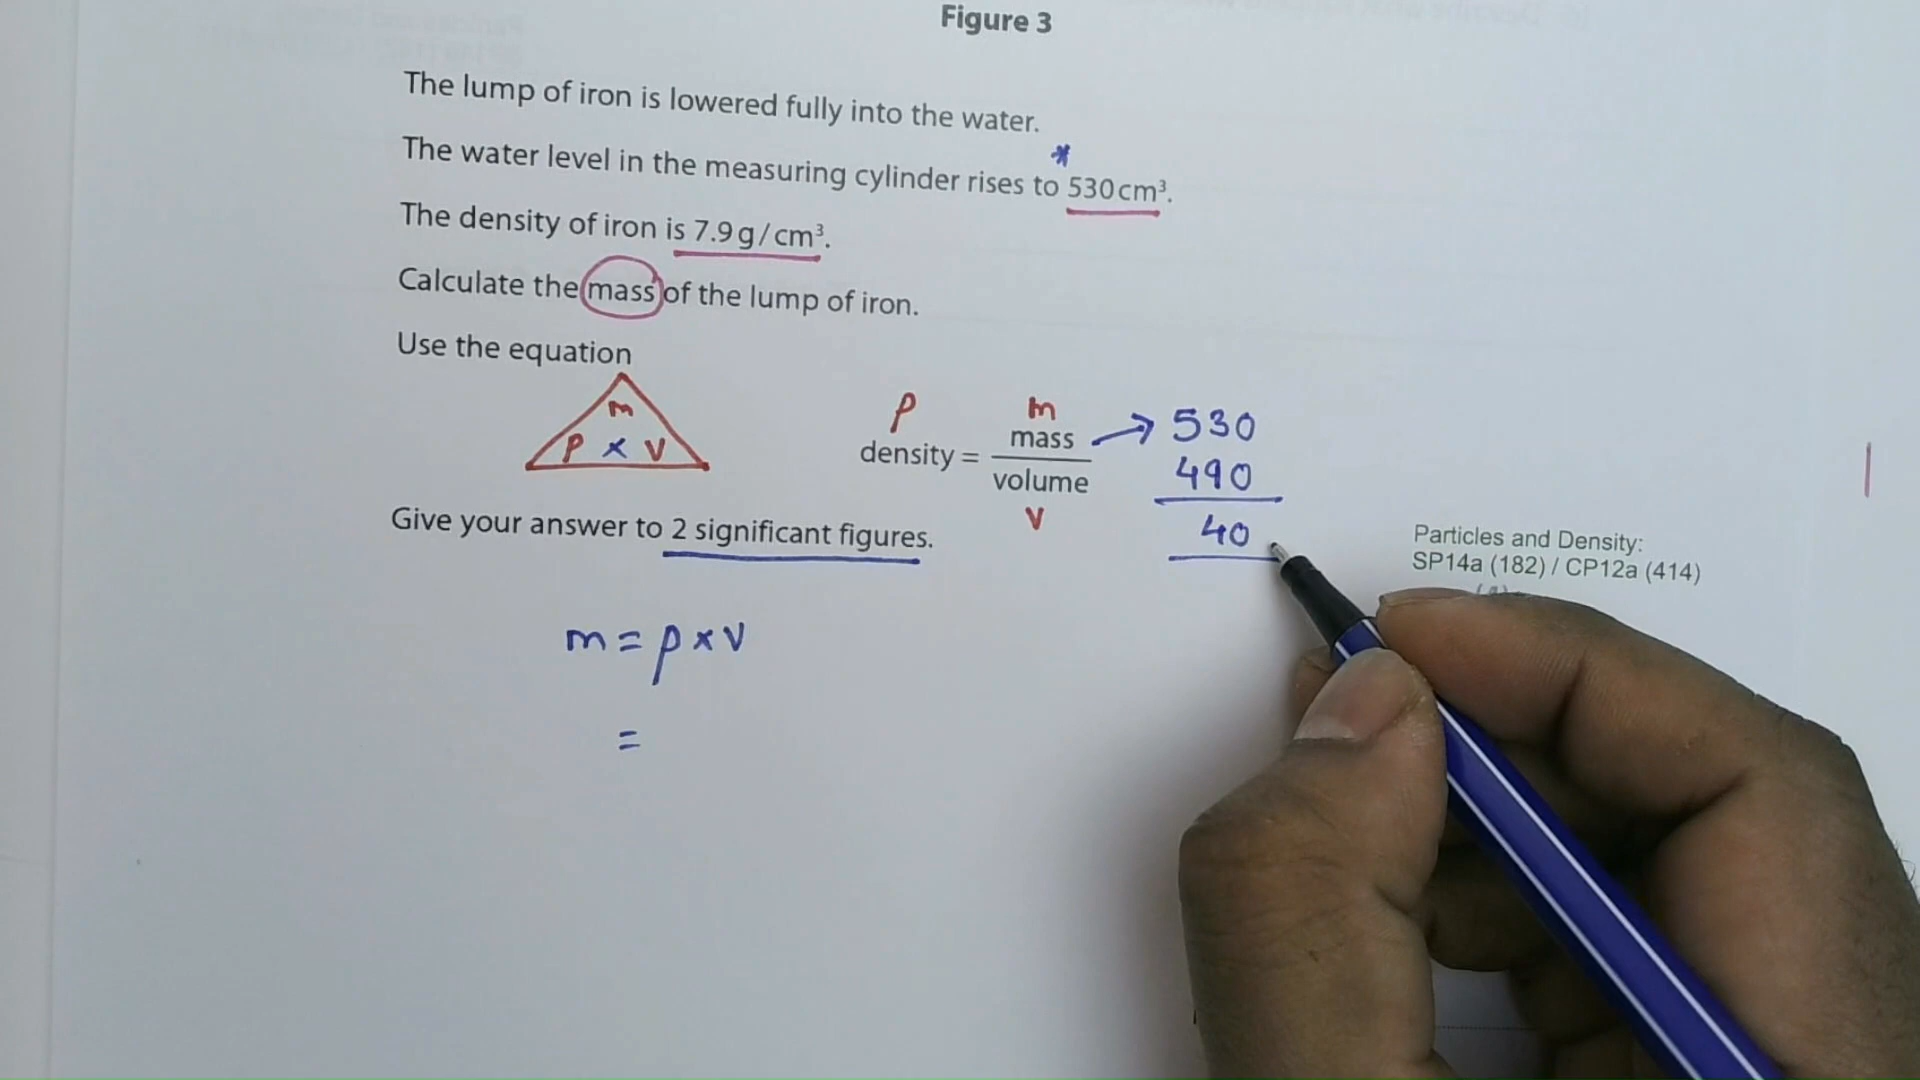 Figure 3
The lump of iron is lowered fully into the water.
*
The water level in the measuring cylinder rises to 530 cm³.
The density of iron is 7.9 g/cm³.
Calculate the mass of the lump of iron.
Use the equation
m
ρ × V
ρ
density = mass / volume
m
V
→ 530
490
40
Give your answer to 2 significant figures.
Particles and Density:
SP14a (182) / CP12a (414)
m = ρ × V
=